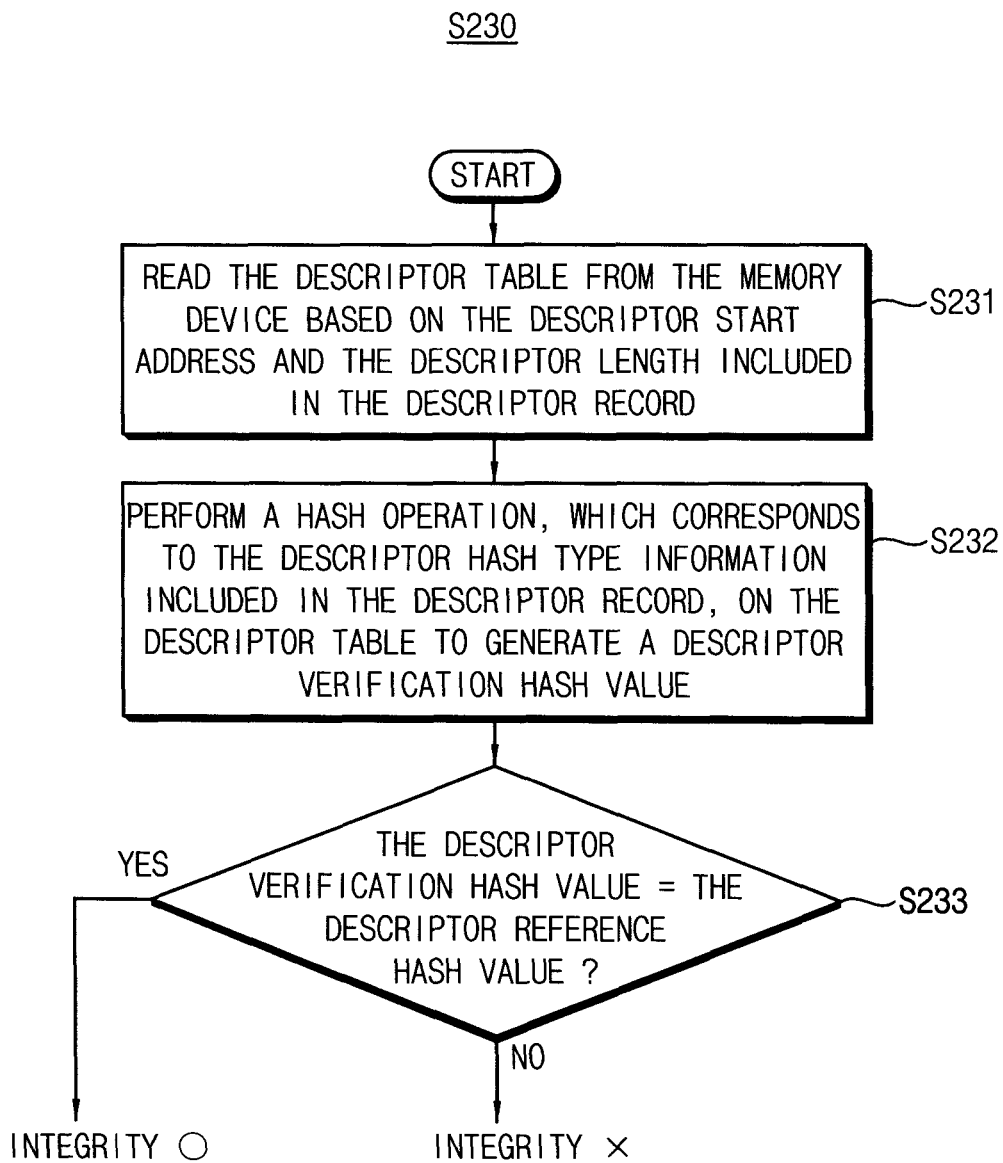 S230
START
READ THE DESCRIPTOR TABLE FROM THE MEMORY
DEVICE BASED ON THE DESCRIPTOR START
ADDRESS AND THE DESCRIPTOR LENGTH INCLUDED
IN THE DESCRIPTOR RECORD
S231
PERFORM A HASH OPERATION, WHICH CORRESPONDS
TO THE DESCRIPTOR HASH TYPE INFORMATION
INCLUDED IN THE DESCRIPTOR RECORD, ON THE
DESCRIPTOR TABLE TO GENERATE A DESCRIPTOR
VERIFICATION HASH VALUE
S232
THE DESCRIPTOR
VERIFICATION HASH VALUE = THE
DESCRIPTOR REFERENCE
HASH VALUE ?
S233
YES
NO
INTEGRITY ○
INTEGRITY ×